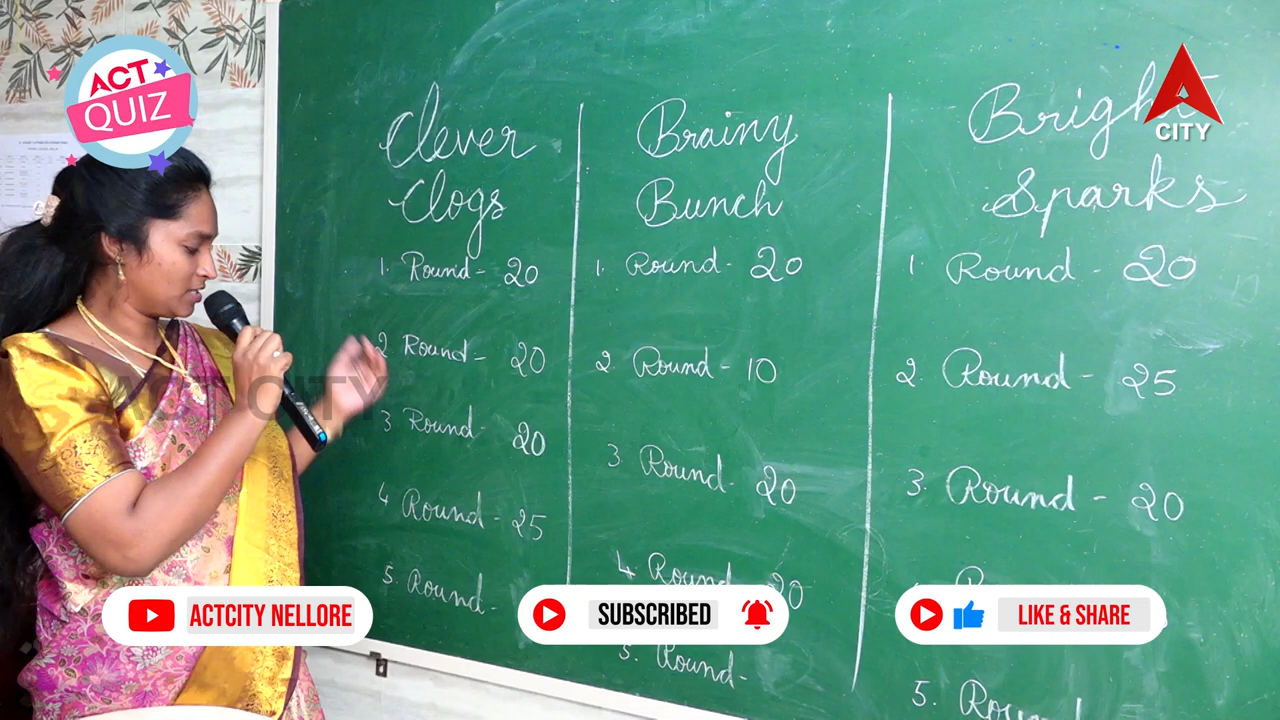 ACT
QUIZ
CITY
Clever
Clogs
1. Round - 20
2 Round - 20
3 Round - 20
4 Round - 25
5. Round -
Brainy
Bunch
1. Round - 20
2. Round - 10
3. Round - 20
4. Round
5. Round -
Bright
Sparks
1. Round - 20
2. Round - 25
3. Round - 20
5. Round
ACT CITY
ACTCITY NELLORE
SUBSCRIBED
LIKE & SHARE